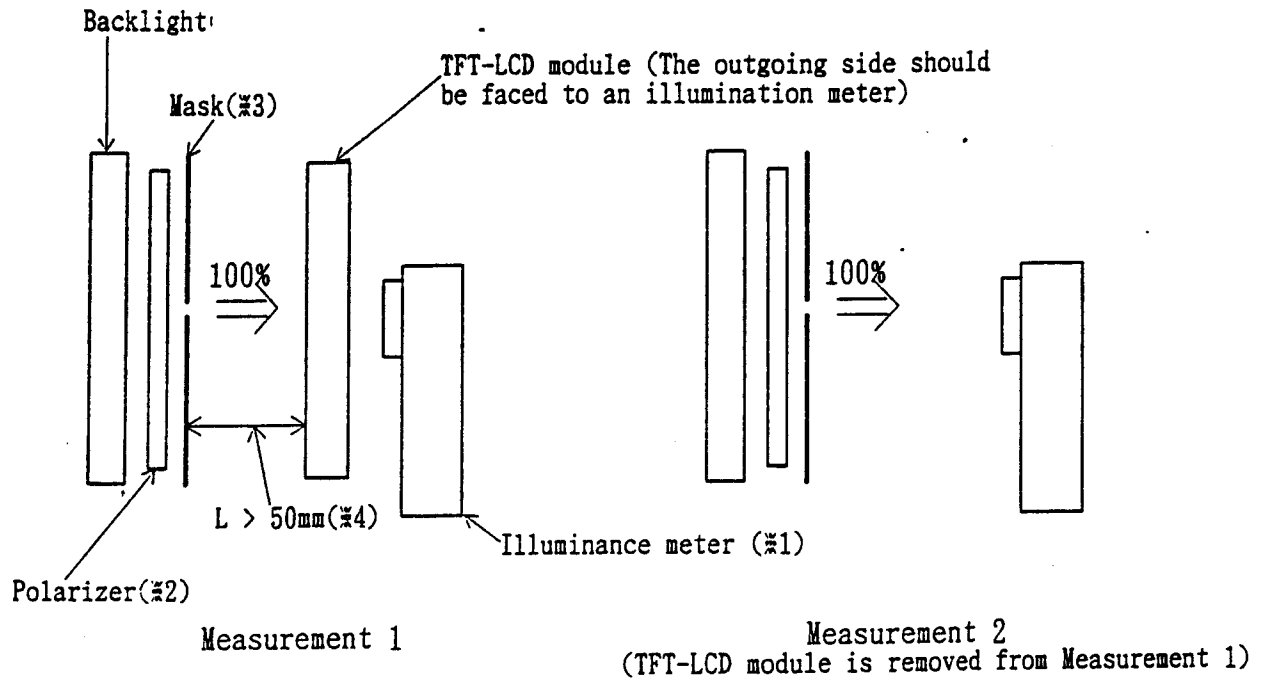 Backlight
TFT-LCD module (The outgoing side should
be faced to an illumination meter)
Mask(※3)
100%
100%
L > 50mm(※4)
Illuminance meter (※1)
Polarizer(※2)
Measurement 1
Measurement 2
(TFT-LCD module is removed from Measurement 1)